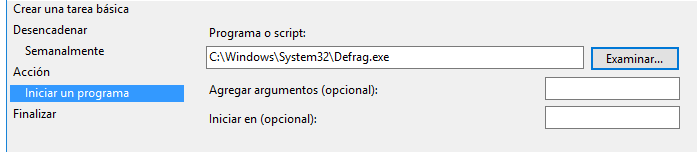 Crear una tarea básica
Desencadenar
Semanalmente
Acción
Iniciar un programa
Finalizar
Programa o script:
C:\Windows\System32\Defrag.exe
Examinar...
Agregar argumentos (opcional):
Iniciar en (opcional):